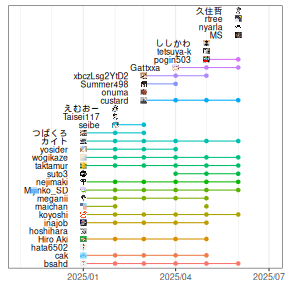 久住哲
rtree
nyarla
MS
ししかわ
tetsuya-k
pogin503
Gattxxa
xbczLsg2YtD2
Summer498
onuma
custard
えむおー
Taisei117
seibe
つばくろ
カイト
yosider
wogikaze
taktamur
suto3
nejimaki
Mijinko_SD
meganii
maichan
koyoshi
inajob
hoshihara
Hiro Aki
hata6502
cak
bsahd
2025/01
2025/04
2025/07